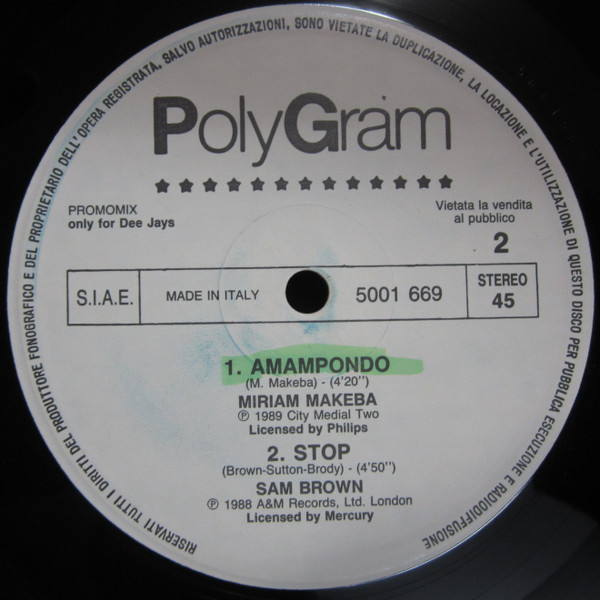 RISERVATI TUTTI I DIRITTI DEL PRODUTTORE FONOGRAFICO E DEL PROPRIETARIO DELL'OPERA REGISTRATA. SALVO AUTORIZZAZIONI, SONO VIETATE LA DUPLICAZIONE, LA LOCAZIONE E L'UTILIZZAZIONE DI QUESTO DISCO PER PUBBLICA ESECUZIONE E RADIODIFFUSIONE
PolyGram
PROMOMIX
only for Dee Jays
Vietata la vendita
al pubblico
2
S.I.A.E.
MADE IN ITALY
5001 669
STEREO
45
1. AMAMPONDO
(M. Makeba) - (4'20'')
MIRIAM MAKEBA
℗ 1989 City Medial Two
Licensed by Philips
2. STOP
(Brown-Sutton-Brody) - (4'50'')
SAM BROWN
℗ 1988 A&M Records, Ltd. London
Licensed by Mercury